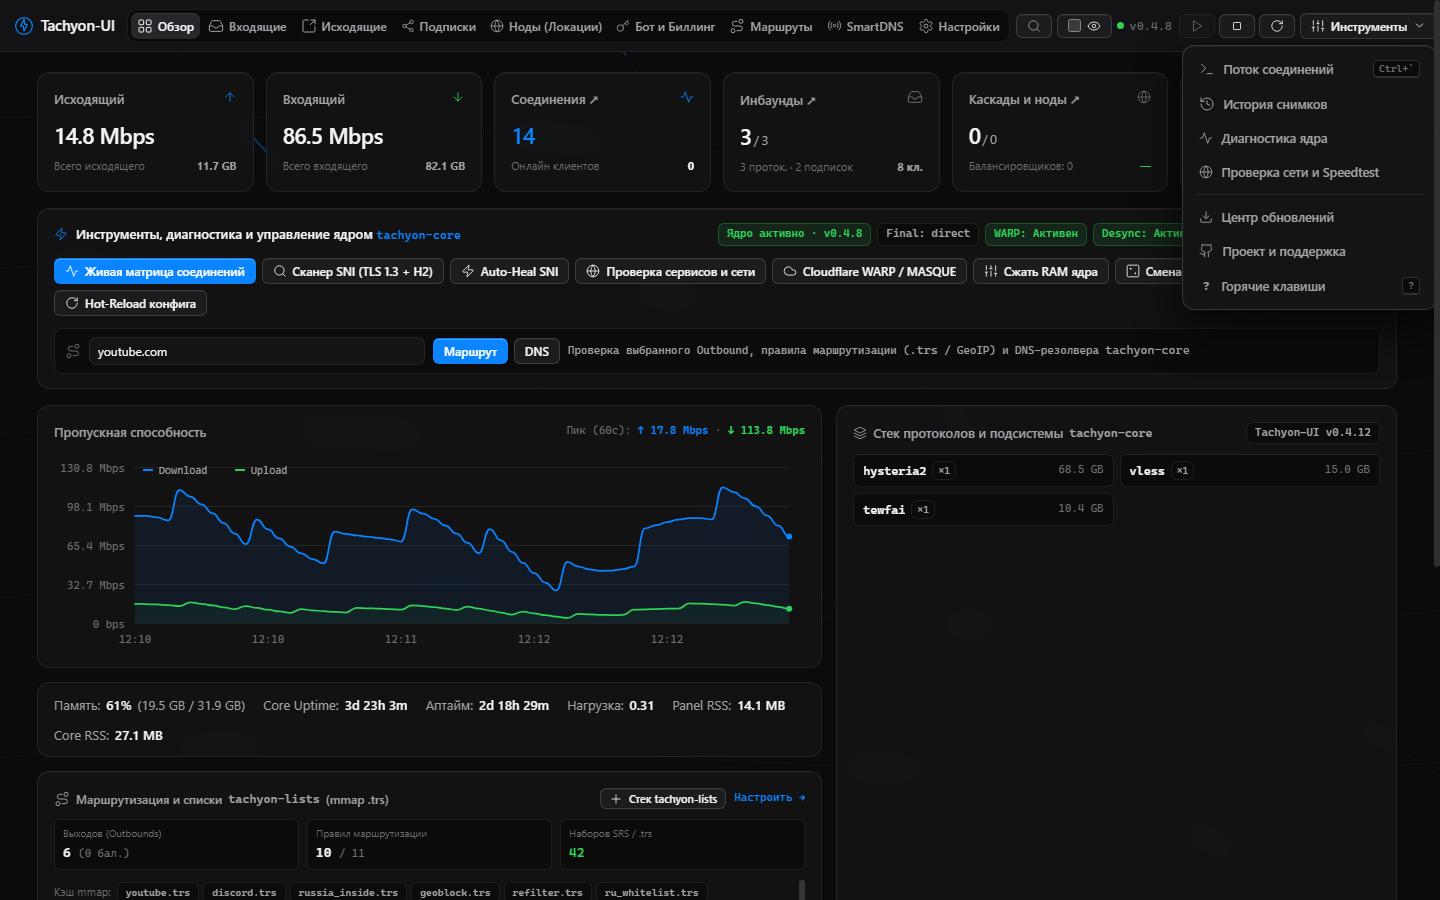 Tachyon-UI
Обзор
Входящие
Исходящие
Подписки
Ноды (Локации)
Бот и Биллинг
Маршруты
SmartDNS
Настройки
v0.4.8
Инструменты
Поток соединений Ctrl+`
История снимков
Диагностика ядра
Проверка сети и Speedtest
Центр обновлений
Проект и поддержка
? Горячие клавиши ?
Исходящий
14.8 Mbps
Всего исходящего 11.7 GB
Входящий
86.5 Mbps
Всего входящего 82.1 GB
Соединения ↗
14
Онлайн клиентов 0
Инбаунды ↗
3 / 3
3 проток. · 2 подписок 8 кл.
Каскады и ноды ↗
0 / 0
Балансировщиков: 0 —
Инструменты, диагностика и управление ядром tachyon-core
Ядро активно · v0.4.8
Final: direct
WARP: Активен
Desync: Акти
Живая матрица соединений
Сканер SNI (TLS 1.3 + H2)
Auto-Heal SNI
Проверка сервисов и сети
Cloudflare WARP / MASQUE
Сжать RAM ядра
Смена
Hot-Reload конфига
youtube.com
Маршрут
DNS
Проверка выбранного Outbound, правила маршрутизации (.trs / GeoIP) и DNS-резолвера tachyon-core
Пропускная способность
Пик (60с): ↑ 17.8 Mbps · ↓ 113.8 Mbps
Download
Upload
130.8 Mbps
98.1 Mbps
65.4 Mbps
32.7 Mbps
0 bps
12:10 12:10 12:11 12:12 12:12
Стек протоколов и подсистемы tachyon-core
Tachyon-UI v0.4.12
hysteria2 ×1 68.5 GB
vless ×1 15.0 GB
tewfai ×1 10.4 GB
Память: 61% (19.5 GB / 31.9 GB) Core Uptime: 3d 23h 3m Аптайм: 2d 18h 29m Нагрузка: 0.31 Panel RSS: 14.1 MB
Core RSS: 27.1 MB
Маршрутизация и списки tachyon-lists (mmap .trs)
Стек tachyon-lists
Настроить →
Выходов (Outbounds)
6 (0 бал.)
Правил маршрутизации
10 / 11
Наборов SRS / .trs
42
Кэш mmap: youtube.trs discord.trs russia_inside.trs geoblock.trs refilter.trs ru_whitelist.trs